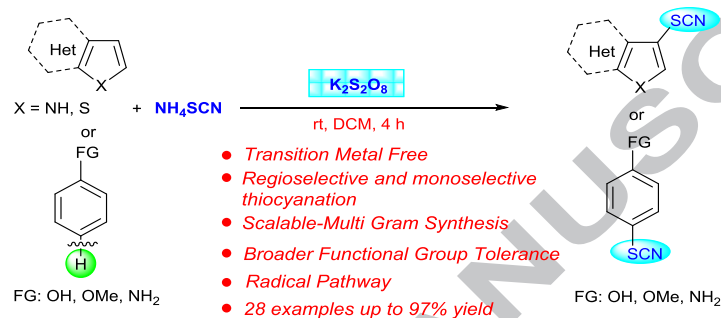 SCN
Het
Het
X
X
K₂S₂O₈
X = NH, S + NH₄SCN
rt, DCM, 4 h
or
or
FG
FG
• Transition Metal Free
• Regioselective and monoselective
thiocyanation
• Scalable-Multi Gram Synthesis
• Broader Functional Group Tolerance
• Radical Pathway
• 28 examples up to 97% yield
H
SCN
FG: OH, OMe, NH₂
FG: OH, OMe, NH₂